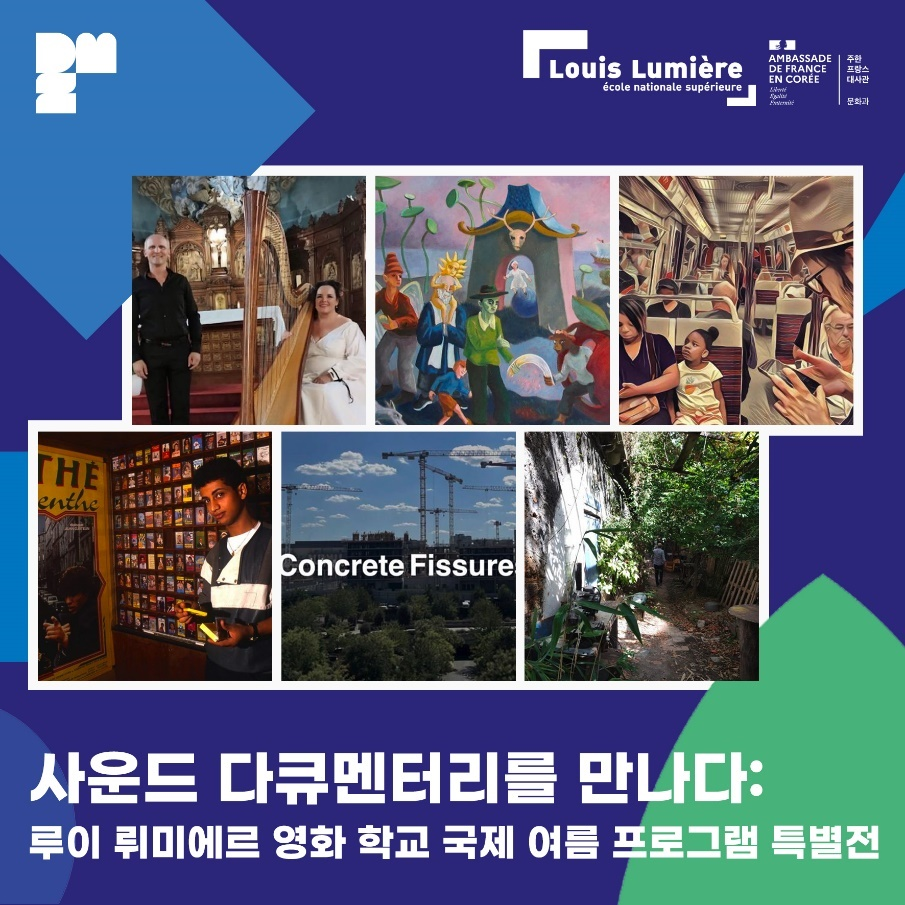 DMZ
Louis Lumière
école nationale supérieure
AMBASSADE
DE FRANCE
EN CORÉE
Liberté
Égalité
Fraternité
주한
프랑스
대사관
문화과
THÉ
enthe
Concrete Fissures
사운드 다큐멘터리를 만나다:
루이 뤼미에르 영화 학교 국제 여름 프로그램 특별전